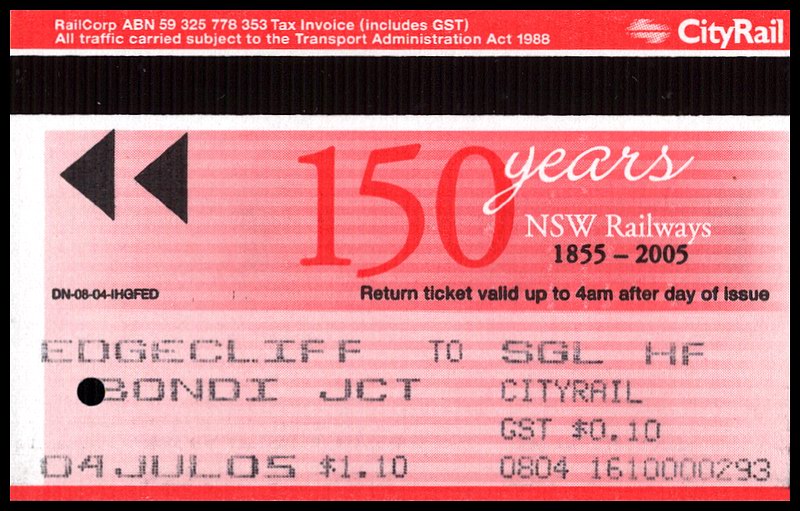 RailCorp ABN 59 325 778 353 Tax Invoice (includes GST)
All traffic carried subject to the Transport Administration Act 1988
CityRail
150 years
NSW Railways
1855 – 2005
DN-08-04-IHGFED
Return ticket valid up to 4am after day of issue
EDGECLIFF TO SGL HF
BONDI JCT CITYRAIL
GST $0.10
04JUL05 $1.10 0804 1610000293